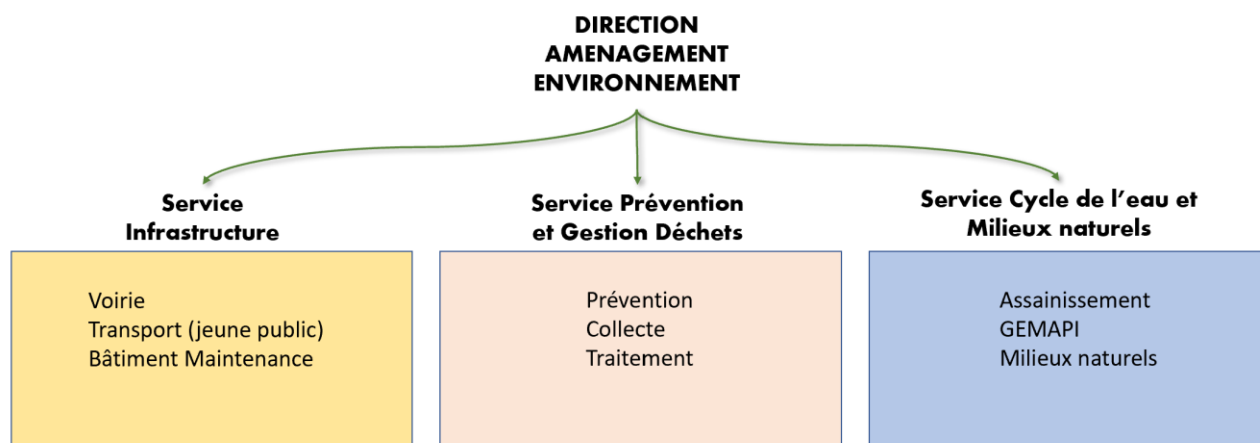 DIRECTION
AMENAGEMENT
ENVIRONNEMENT
Service
Infrastructure
Voirie
Transport (jeune public)
Bâtiment Maintenance
Service Prévention
et Gestion Déchets
Prévention
Collecte
Traitement
Service Cycle de l’eau et
Milieux naturels
Assainissement
GEMAPI
Milieux naturels